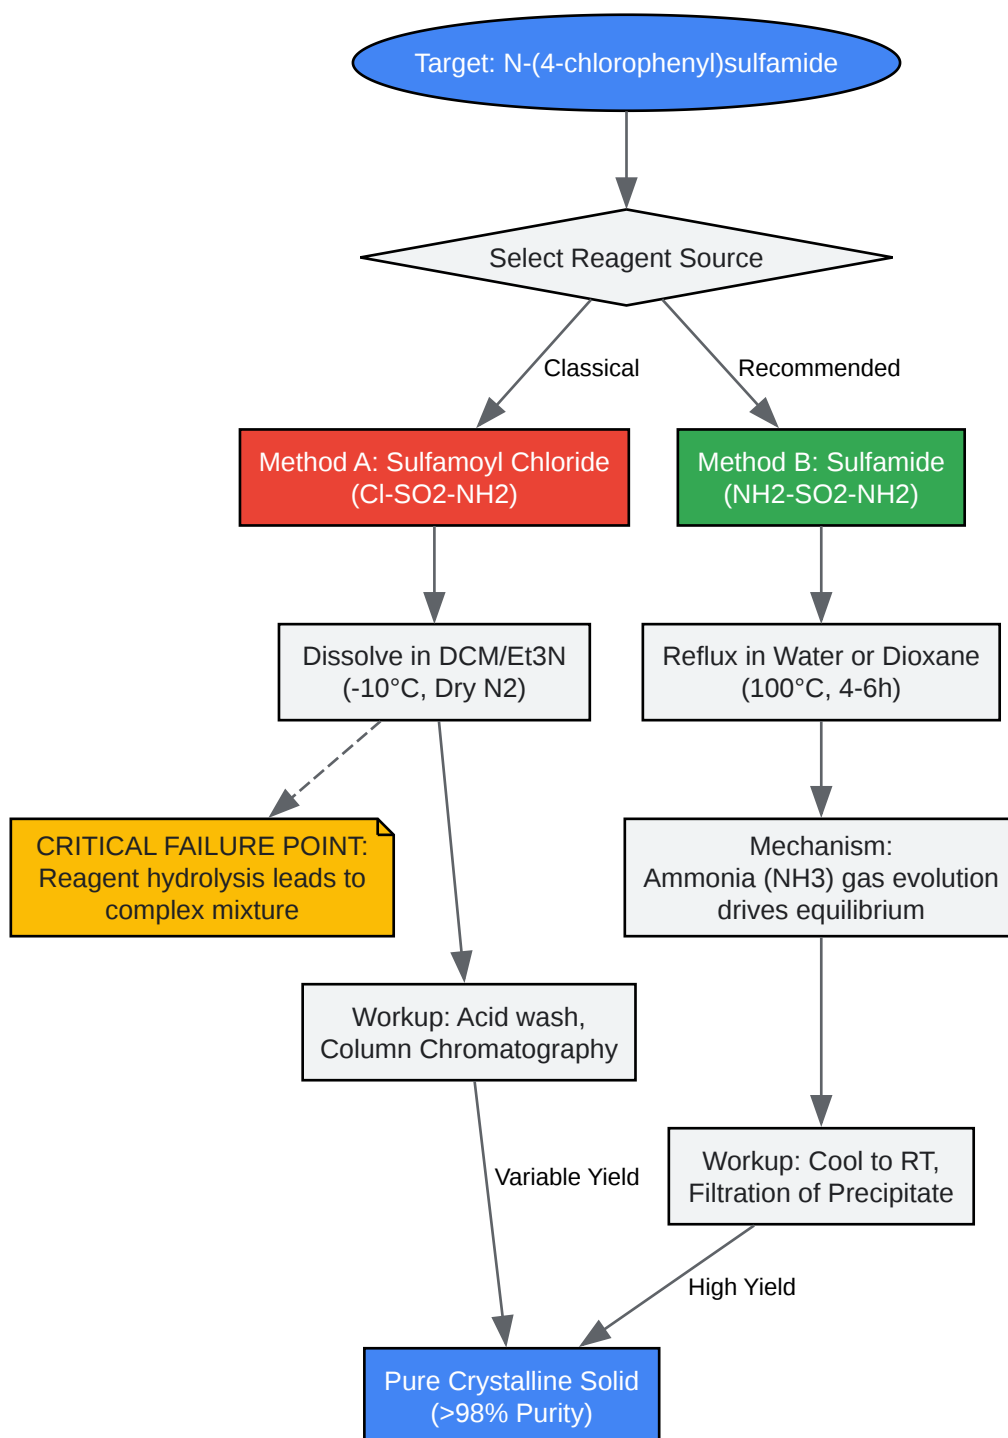 Target: N-(4-chlorophenyl)sulfamide
Select Reagent Source
Classical
Recommended
Method A: Sulfamoyl Chloride
(Cl-SO2-NH2)
Method B: Sulfamide
(NH2-SO2-NH2)
Dissolve in DCM/Et3N
(-10°C, Dry N2)
Reflux in Water or Dioxane
(100°C, 4-6h)
CRITICAL FAILURE POINT:
Reagent hydrolysis leads to
complex mixture
Mechanism:
Ammonia (NH3) gas evolution
drives equilibrium
Workup: Acid wash,
Column Chromatography
Workup: Cool to RT,
Filtration of Precipitate
Variable Yield
High Yield
Pure Crystalline Solid
(>98% Purity)